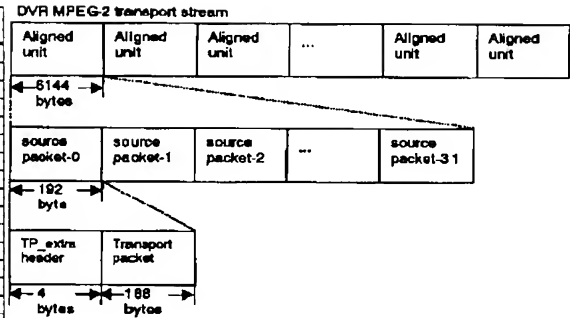 DVR MPEG-2 transport stream
Aligned unit
Aligned unit
Aligned unit
...
Aligned unit
Aligned unit
6144 bytes
source packet-0
source packet-1
source packet-2
...
source packet-31
192 byte
TP_extra header
Transport packet
4 bytes
188 bytes